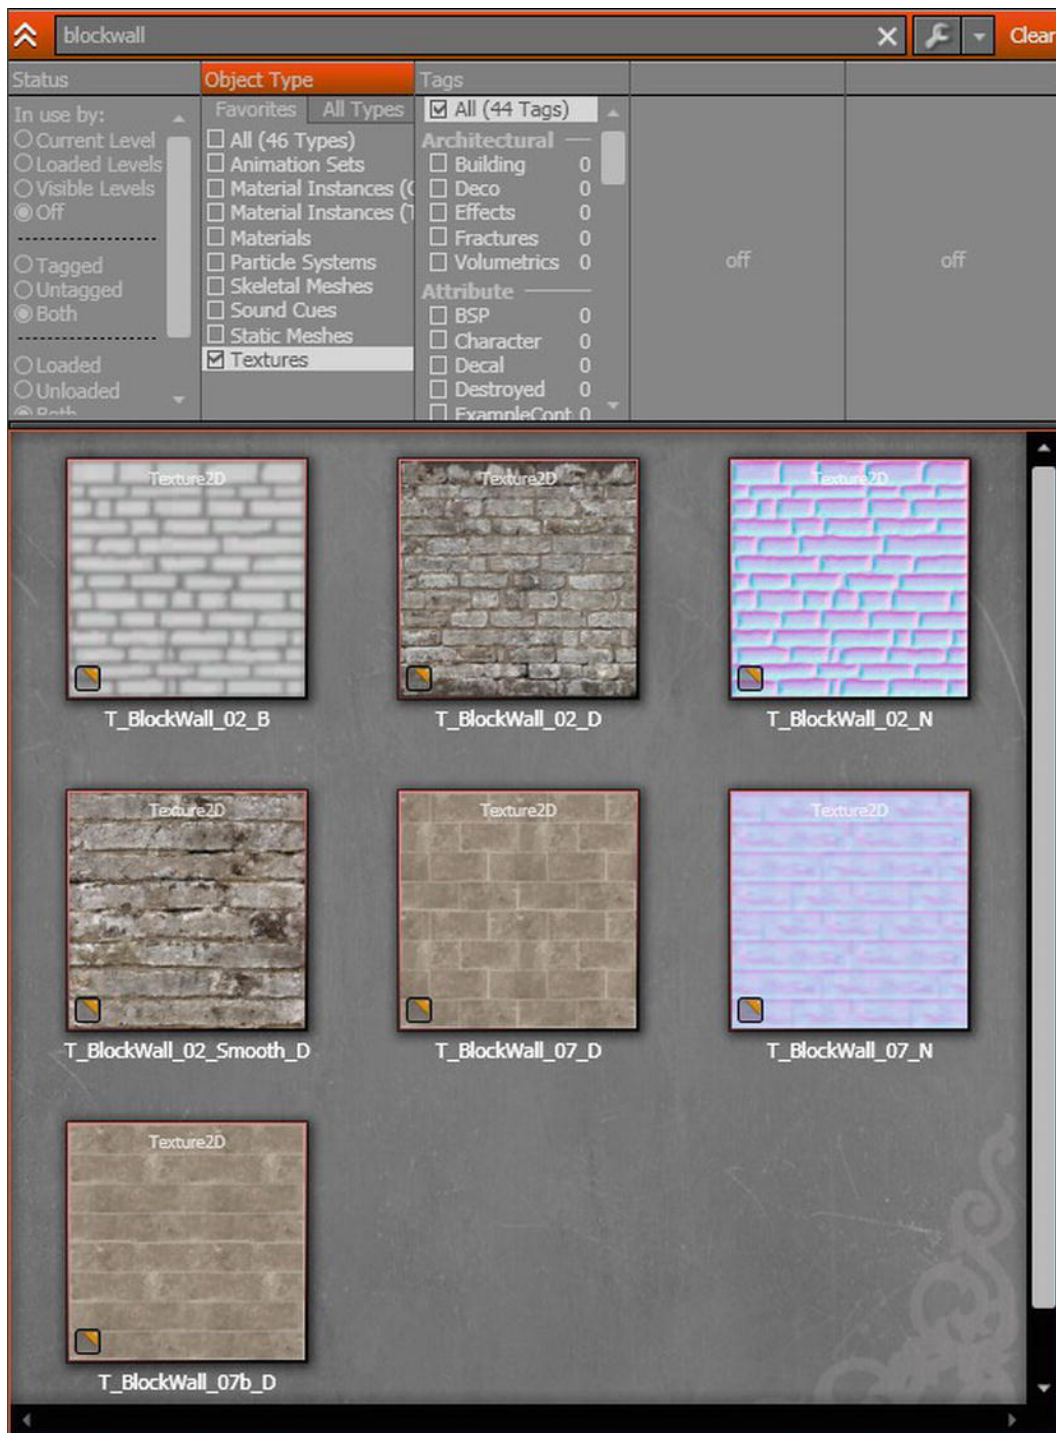 blockwall
Clear
Status
Object Type
Tags
In use by:
Current Level
Loaded Levels
Visible Levels
Off
Tagged
Untagged
Both
Loaded
Unloaded
Both
Favorites
All Types
All (46 Types)
Animation Sets
Material Instances (
Material Instances (
Materials
Particle Systems
Skeletal Meshes
Sound Cues
Static Meshes
Textures
All (44 Tags)
Architectural
Building 0
Deco 0
Effects 0
Fractures 0
Volumetrics 0
Attribute
BSP 0
Character 0
Decal 0
Destroyed 0
ExampleCont 0
off
off
Texture2D
T_BlockWall_02_B
Texture2D
T_BlockWall_02_D
Texture2D
T_BlockWall_02_N
Texture2D
T_BlockWall_02_Smooth_D
Texture2D
T_BlockWall_07_D
Texture2D
T_BlockWall_07_N
Texture2D
T_BlockWall_07b_D